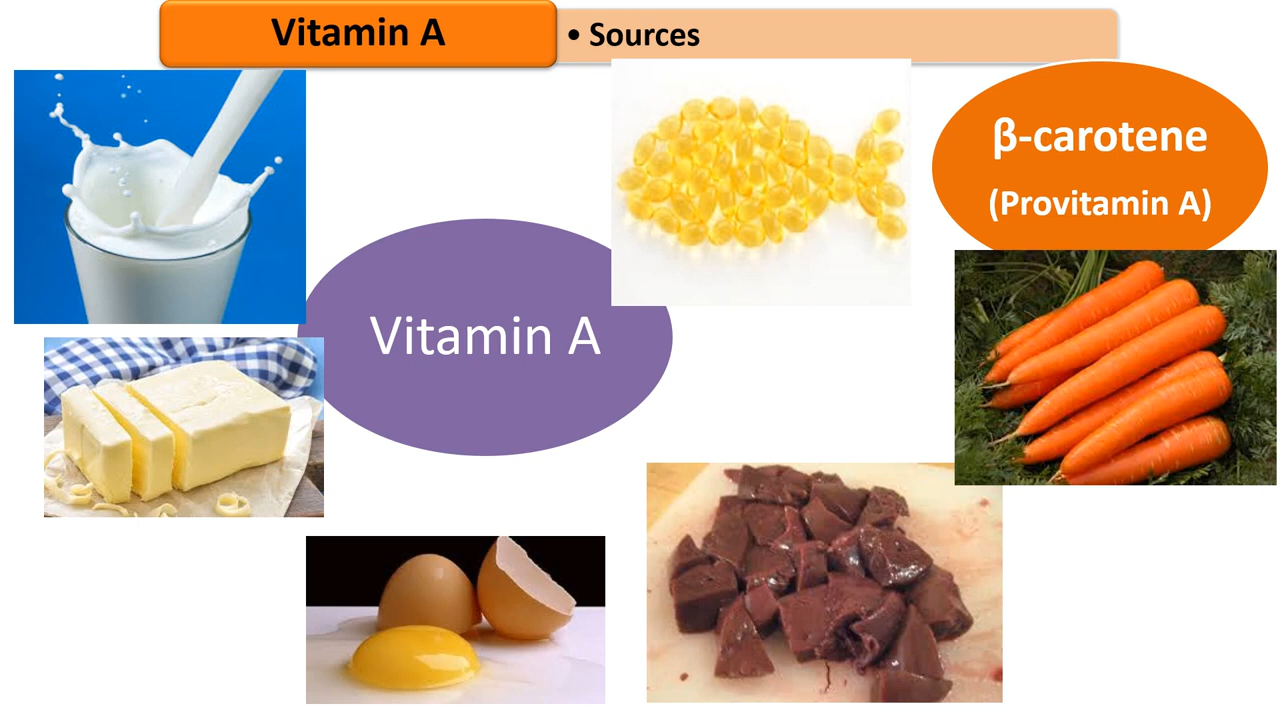 Vitamin A
• Sources
β-carotene
(Provitamin A)
Vitamin A